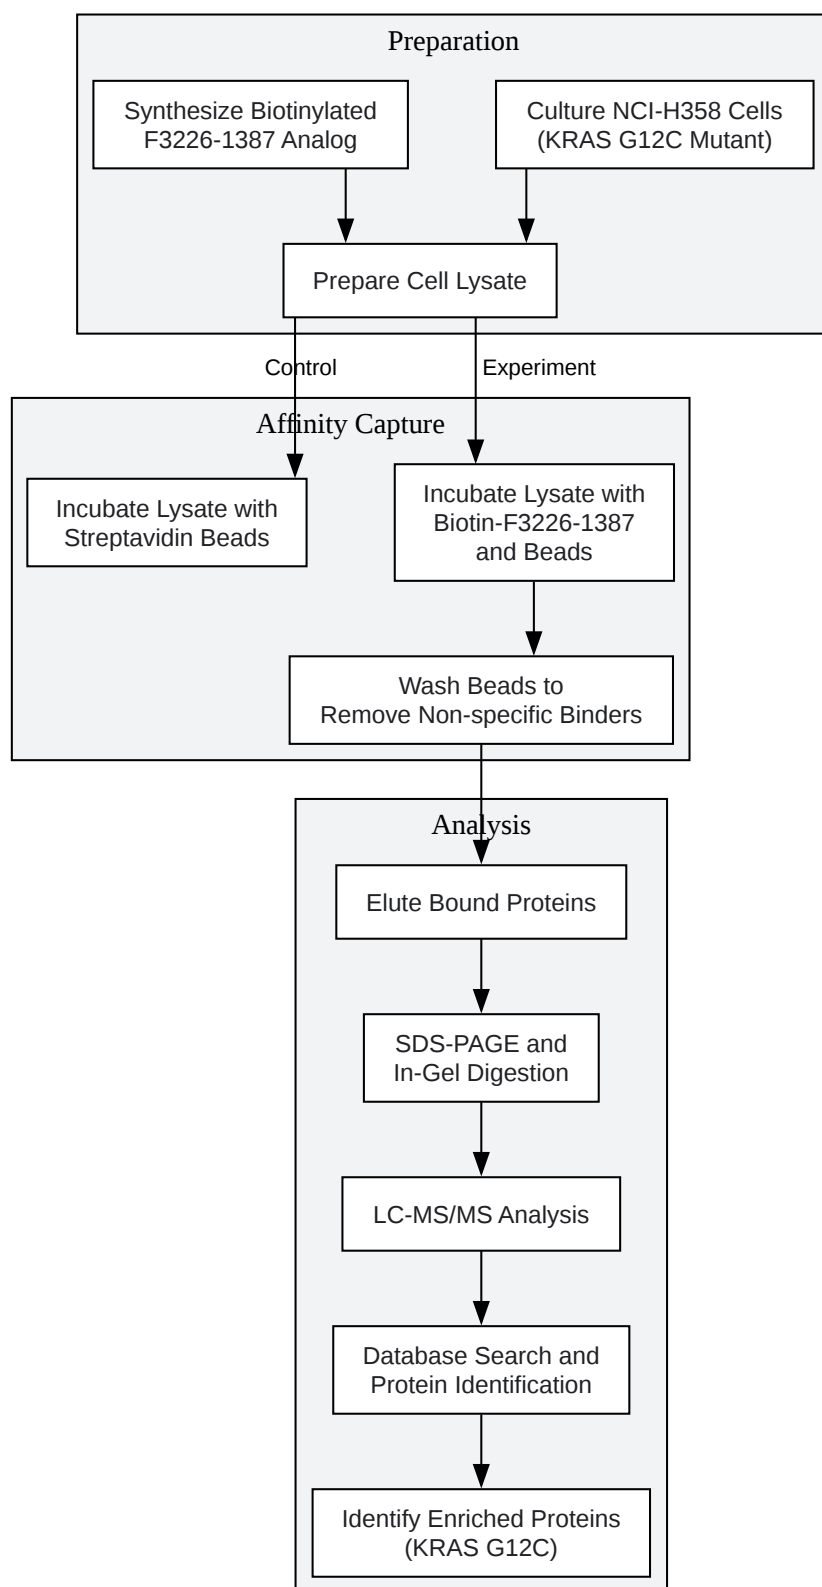 Preparation
Synthesize Biotinylated
F3226-1387 Analog
Culture NCI-H358 Cells
(KRAS G12C Mutant)
Prepare Cell Lysate
Control
Experiment
Affinity Capture
Incubate Lysate with
Streptavidin Beads
Incubate Lysate with
Biotin-F3226-1387
and Beads
Wash Beads to
Remove Non-specific Binders
Analysis
Elute Bound Proteins
SDS-PAGE and
In-Gel Digestion
LC-MS/MS Analysis
Database Search and
Protein Identification
Identify Enriched Proteins
(KRAS G12C)